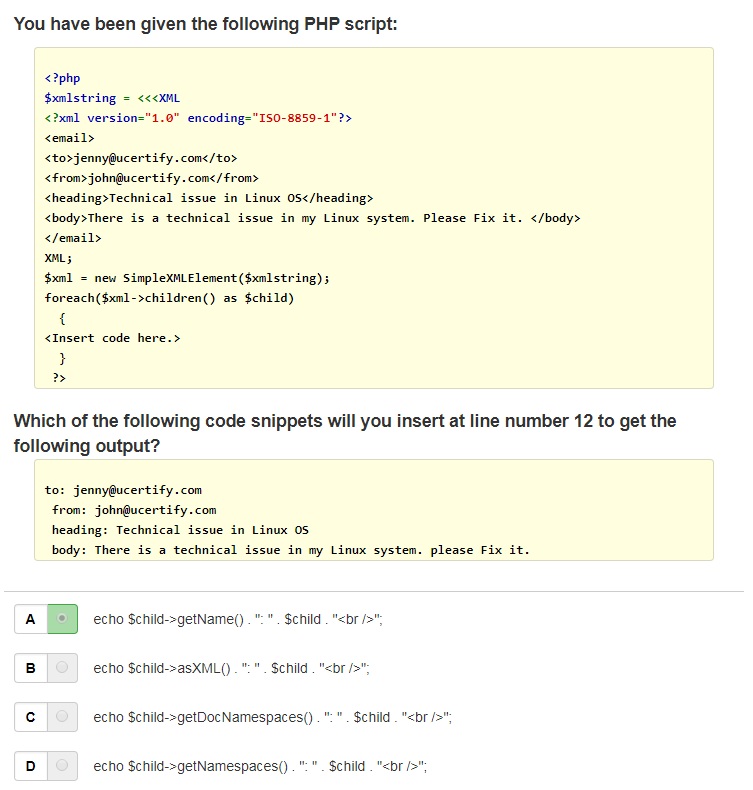 You have been given the following PHP script:
<?php
$xmlstring = <<<XML
<?xml version="1.0" encoding="ISO-8859-1"?>
<email>
<to>jenny@ucertify.com</to>
<from>john@ucertify.com</from>
<heading>Technical issue in Linux OS</heading>
<body>There is a technical issue in my Linux system. Please Fix it. </body>
</email>
XML;
$xml = new SimpleXMLElement($xmlstring);
foreach($xml->children() as $child)
{
<Insert code here.>
}
?>
Which of the following code snippets will you insert at line number 12 to get the
following output?
to: jenny@ucertify.com
from: john@ucertify.com
heading: Technical issue in Linux OS
body: There is a technical issue in my Linux system. please Fix it.
A echo $child->getName() . ": " . $child . "<br />";
B echo $child->asXML() . ": " . $child . "<br />";
C echo $child->getDocNamespaces() . ": " . $child . "<br />";
D echo $child->getNamespaces() . ": " . $child . "<br />";